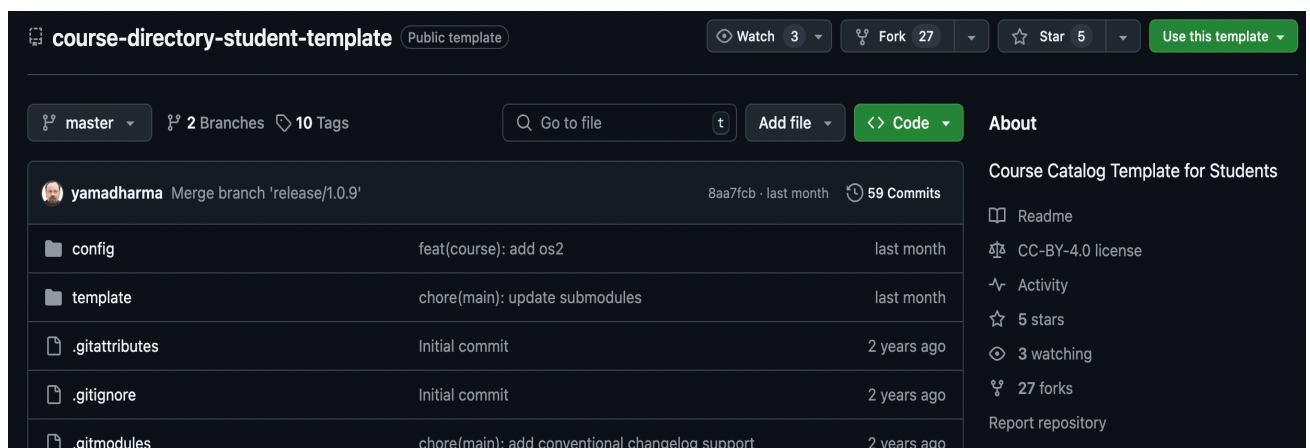 course-directory-student-template Public template Watch 3 Fork 27 Star 5 Use this template
master 2 Branches 10 Tags Go to file t Add file Code
yamadharma Merge branch 'release/1.0.9' 8aa7fcb · last month 59 Commits
config feat(course): add os2 last month
template chore(main): update submodules last month
.gitattributes Initial commit 2 years ago
.gitignore Initial commit 2 years ago
.gitmodules chore(main): add conventional changelog support 2 years ago
About
Course Catalog Template for Students
Readme
CC-BY-4.0 license
Activity
5 stars
3 watching
27 forks
Report repository